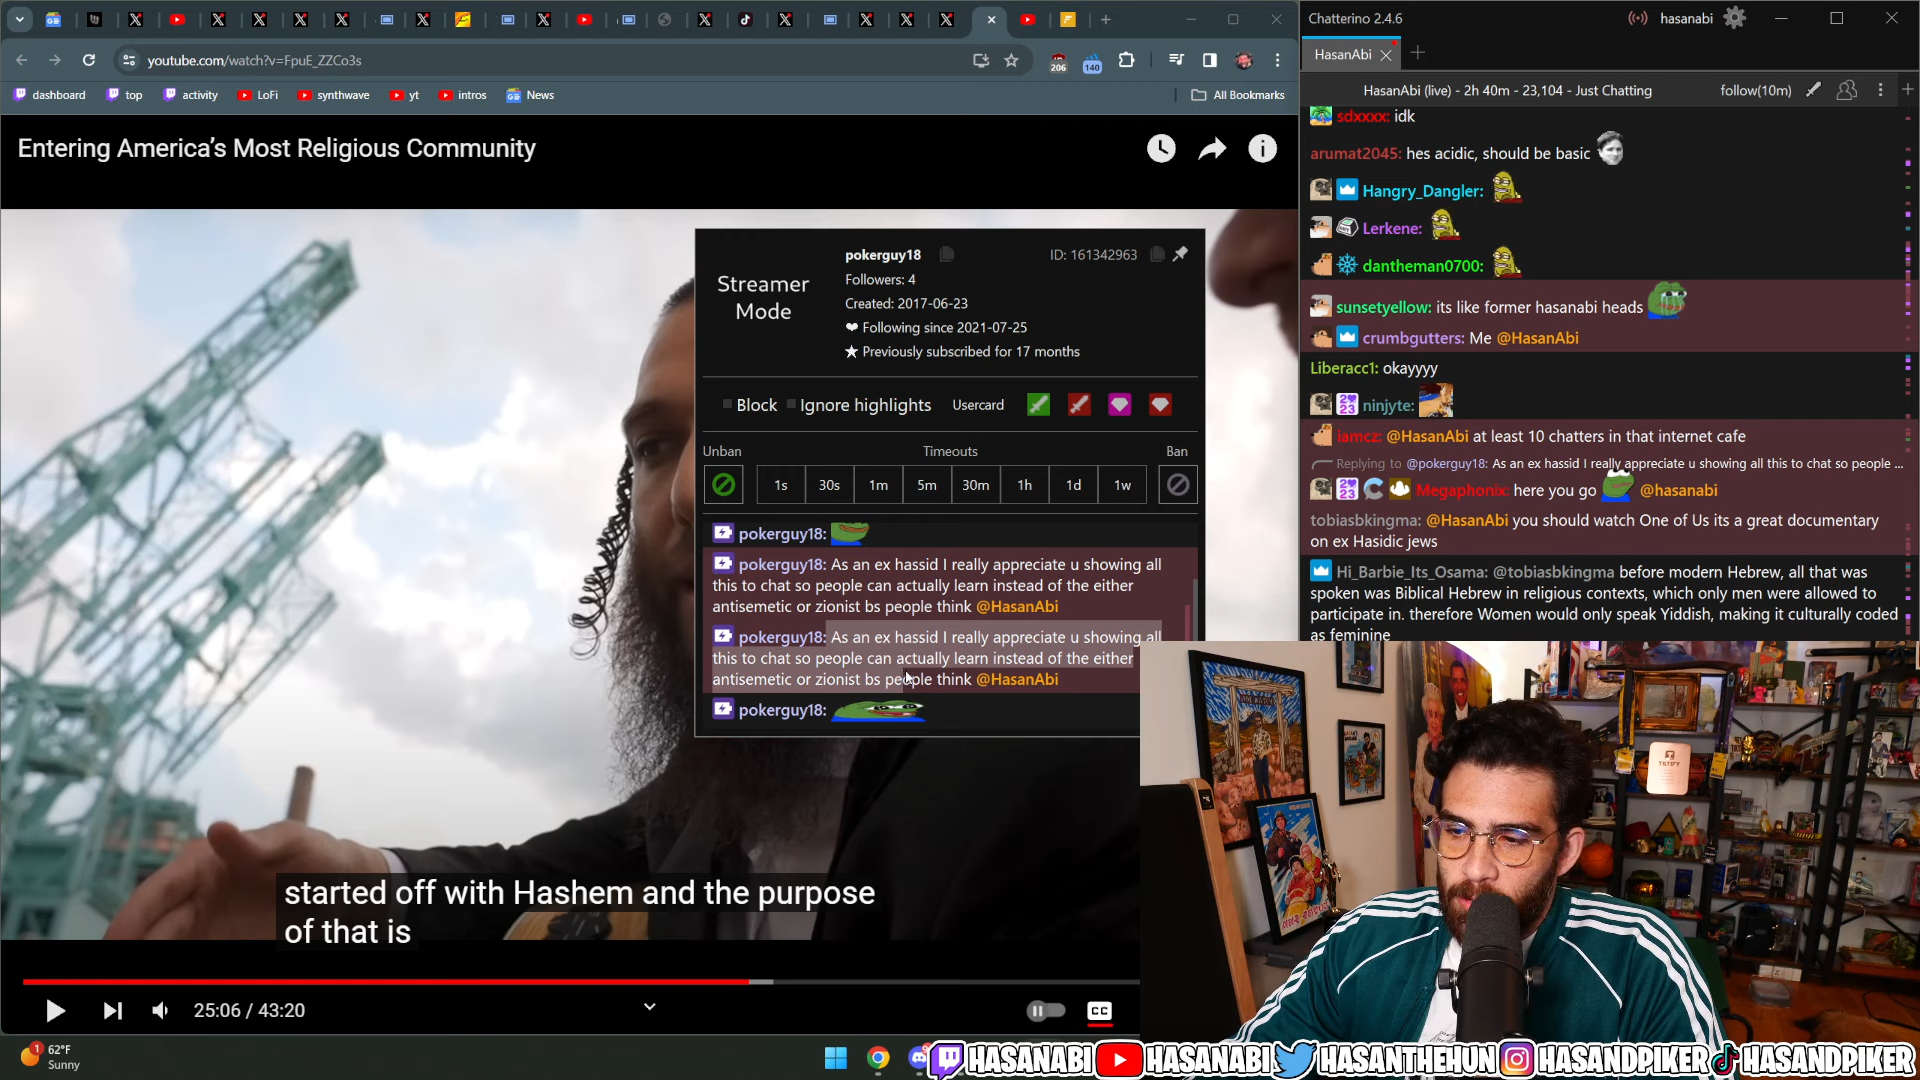 youtube.com/watch?v=FpuE_ZZCo3s
206
140
dashboard
top
activity
LoFi
synthwave
yt
intros
News
All Bookmarks
Entering America's Most Religious Community
started off with Hashem and the purpose
of that is
25:06 / 43:20
CC
1
62°F
Sunny
Streamer
Mode
pokerguy18
ID: 161342963
Followers: 4
Created: 2017-06-23
Following since 2021-07-25
Previously subscribed for 17 months
Block
Ignore highlights
Usercard
Unban
Timeouts
Ban
1s
30s
1m
5m
30m
1h
1d
1w
pokerguy18:
pokerguy18: As an ex hassid I really appreciate u showing all
this to chat so people can actually learn instead of the either
antisemetic or zionist bs people think @HasanAbi
pokerguy18: As an ex hassid I really appreciate u showing all
this to chat so people can actually learn instead of the either
antisemetic or zionist bs people think @HasanAbi
pokerguy18:
Chatterino 2.4.6
hasanabi
HasanAbi
HasanAbi (live) - 2h 40m - 23,104 - Just Chatting
follow(10m)
sdxxxx: idk
arumat2045: hes acidic, should be basic
Hangry_Dangler:
Lerkene:
dantheman0700:
sunsetyellow: its like former hasanabi heads
crumbgutters: Me @HasanAbi
Liberacc1: okayyyy
ninjyte:
iamcz: @HasanAbi at least 10 chatters in that internet cafe
Replying to @pokerguy18: As an ex hassid I really appreciate u showing all this to chat so people ...
Megaphonix: here you go @hasanabi
tobiasbkingma: @HasanAbi you should watch One of Us its a great documentary
on ex Hasidic jews
Hi_Barbie_Its_Osama: @tobiasbkingma before modern Hebrew, all that was
spoken was Biblical Hebrew in religious contexts, which only men were allowed to
participate in. therefore Women would only speak Yiddish, making it culturally coded
as feminine
TILTIFY
HASANABI
HASANABI
HASANTHEHUN
HASANDPIKER
HASANDPIKER